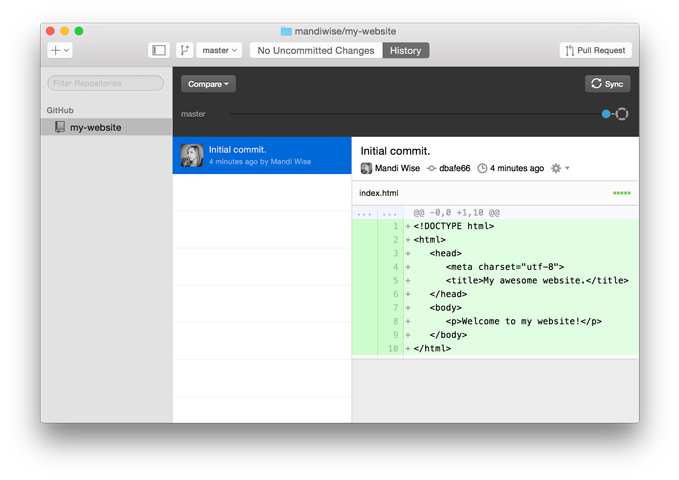 mandiwise/my-website
master
No Uncommitted Changes
History
Pull Request
Filter Repositories
Compare
Sync
GitHub
master
my-website
Initial commit.
4 minutes ago by Mandi Wise
Initial commit.
Mandi Wise dbafe66 4 minutes ago
index.html
... ... @@ -0,0 +1,10 @@
1 +<!DOCTYPE html>
2 +<html>
3 + <head>
4 + <meta charset="utf-8">
5 + <title>My awesome website.</title>
6 + </head>
7 + <body>
8 + <p>Welcome to my website!</p>
9 + </body>
10 +</html>